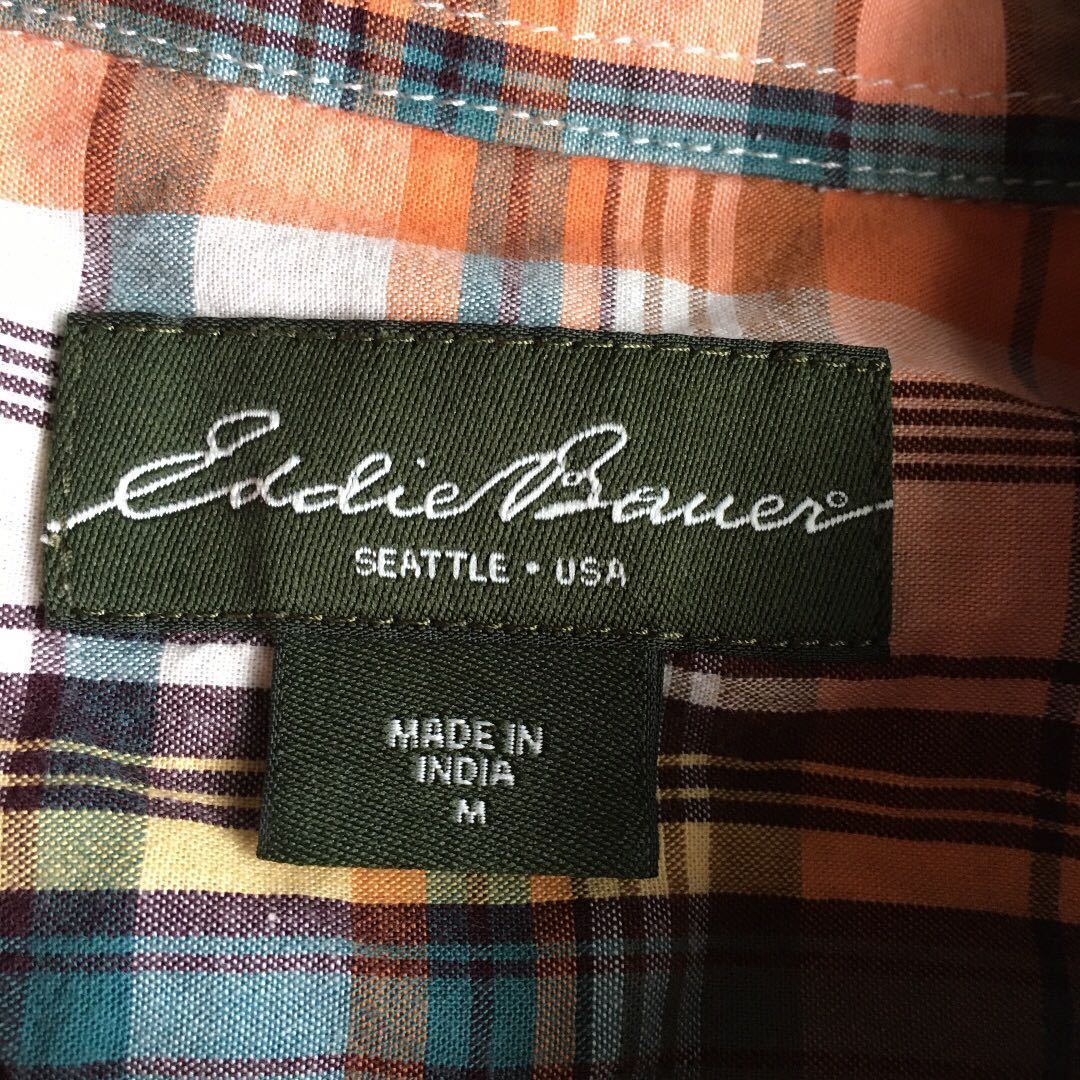 Eddie Bauer®
SEATTLE • USA
MADE IN
INDIA
M